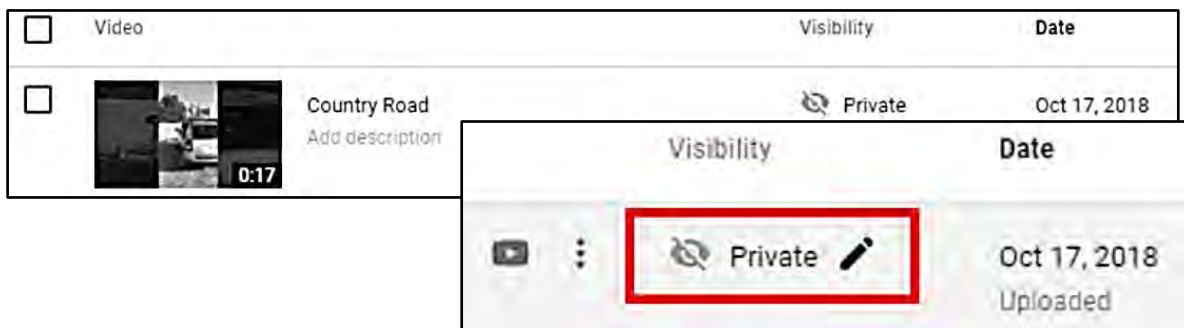 Video Visibility Date
Country Road Private Oct 17, 2018
Add description
0:17
Visibility Date
Private Oct 17, 2018
Uploaded